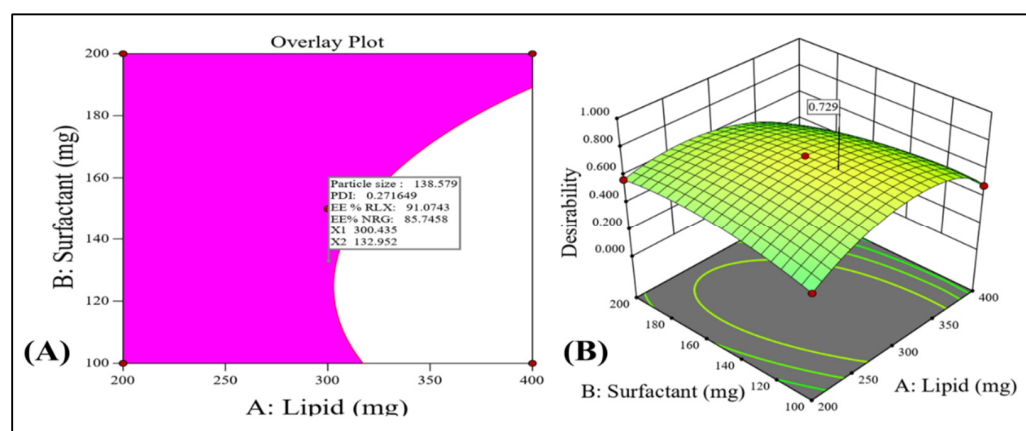 Overlay Plot
200
180
160
140
120
100
B: Surfactant (mg)
Particle size : 138.579
PDI: 0.271649
EE % RLX: 91.0743
EE% NRG: 85.7458
X1 300.435
X2 132.952
200
250
300
350
400
A: Lipid (mg)
(A)
0.729
1.000
0.800
0.600
0.400
0.200
0.000
Desirability
200
180
160
140
120
100
B: Surfactant (mg)
200
250
300
350
400
A: Lipid (mg)
(B)